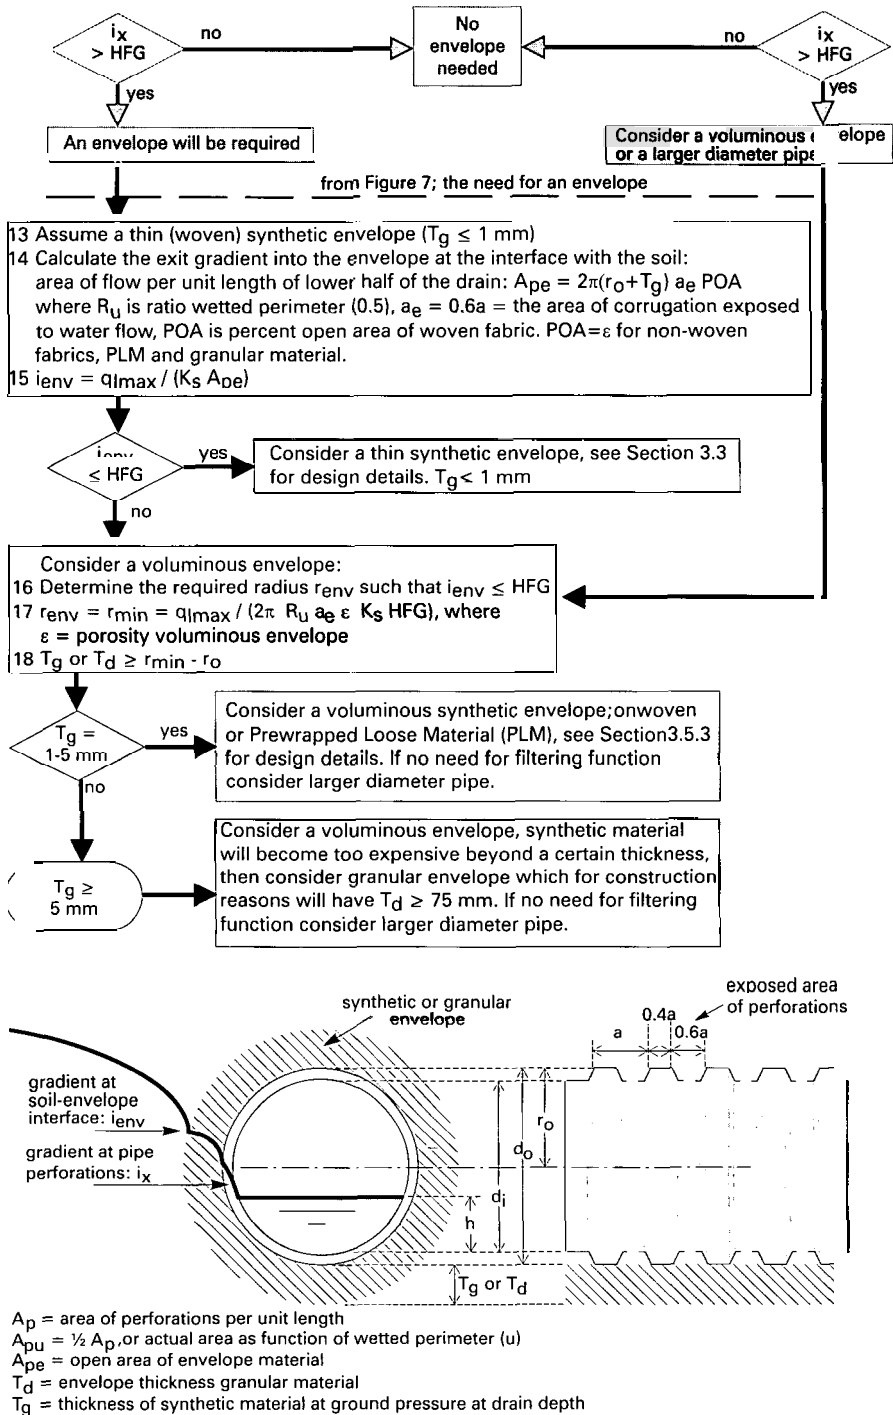 ix
> HFG
no
No
envelope
needed
no
ix
> HFG
yes
yes
An envelope will be required
Consider a voluminous e elope
or a larger diameter pipe
from Figure 7; the need for an envelope
13 Assume a thin (woven) synthetic envelope (Tg ≤ 1 mm)
14 Calculate the exit gradient into the envelope at the interface with the soil:
area of flow per unit length of lower half of the drain: Ape = 2π(ro+Tg) ae POA
where Ru is ratio wetted perimeter (0.5), ae = 0.6a = the area of corrugation exposed
to water flow, POA is percent open area of woven fabric. POA=ε for non-woven
fabrics, PLM and granular material.
15 ienv = qlmax / (Ks Ape)
ienv
≤ HFG
yes
Consider a thin synthetic envelope, see Section 3.3
for design details. Tg< 1 mm
no
Consider a voluminous envelope:
16 Determine the required radius renv such that ienv ≤ HFG
17 renv = rmin = qlmax / (2π Ru ae ε Ks HFG), where
ε = porosity voluminous envelope
18 Tg or Td ≥ rmin - ro
Tg =
1-5 mm
yes
Consider a voluminous synthetic envelope;onwoven
or Prewrapped Loose Material (PLM), see Section3.5.3
for design details. If no need for filtering function
consider larger diameter pipe.
no
Tg ≥
5 mm
Consider a voluminous envelope, synthetic material
will become too expensive beyond a certain thickness,
then consider granular envelope which for construction
reasons will have Td ≥ 75 mm. If no need for filtering
function consider larger diameter pipe.
synthetic or granular
envelope
exposed area
of perforations
0.4a
a
0.6a
gradient at
soil-envelope
interface: ienv
gradient at pipe
perforations: ix
ro
do
di
h
Tg or Td
Ap = area of perforations per unit length
Apu = ½ Ap,or actual area as function of wetted perimeter (u)
Ape = open area of envelope material
Td = envelope thickness granular material
Tg = thickness of synthetic material at ground pressure at drain depth